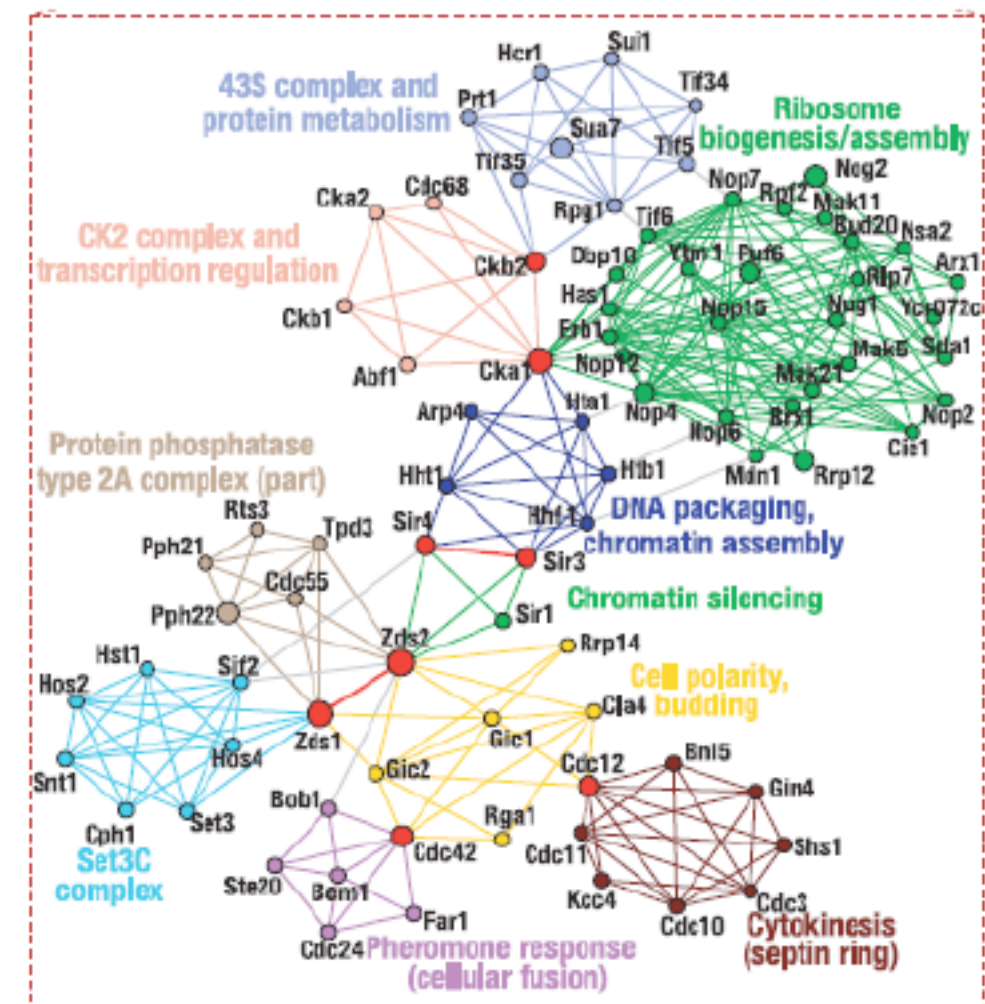 Hcr1
Sui1
43S complex and
protein metabolism
Tif34
Prt1
Sua7
Ribosome
biogenesis/assembly
Tif35
Tif5
Nop7
Rpf2
Nog2
Mak11
Cka2
Cdc68
Rpg1
Tif6
Bud20
Nsa2
CK2 complex and
transcription regulation
Ckb2
Dbp10
Ytm1
Puf6
Rlp7
Arx1
Has1
Nop15
Nug1
Ycr072c
Ckb1
Erb1
Abf1
Cka1
Nop12
Mak5
Sda1
Mak21
Arp4
Hta1
Nop4
Nop6
Brx1
Nop2
Cic1
Protein phosphatase
type 2A complex (part)
Hht1
Htb1
Mdn1
Rrp12
Rts3
Tpd3
Sir4
Hhf1
DNA packaging,
chromatin assembly
Pph21
Sir3
Cdc55
Pph22
Sir1
Chromatin silencing
Zds2
Rrp14
Hst1
Sif2
Hos2
Cell polarity,
budding
Cla4
Zds1
Gic1
Snt1
Hos4
Gic2
Cdc12
Bnl5
Gin4
Bob1
Rga1
Cph1
Set3
Cdc42
Cdc11
Shs1
Set3C
complex
Ste20
Bem1
Kcc4
Cdc3
Far1
Cdc10
Cdc24
Pheromone response
(cellular fusion)
Cytokinesis
(septin ring)